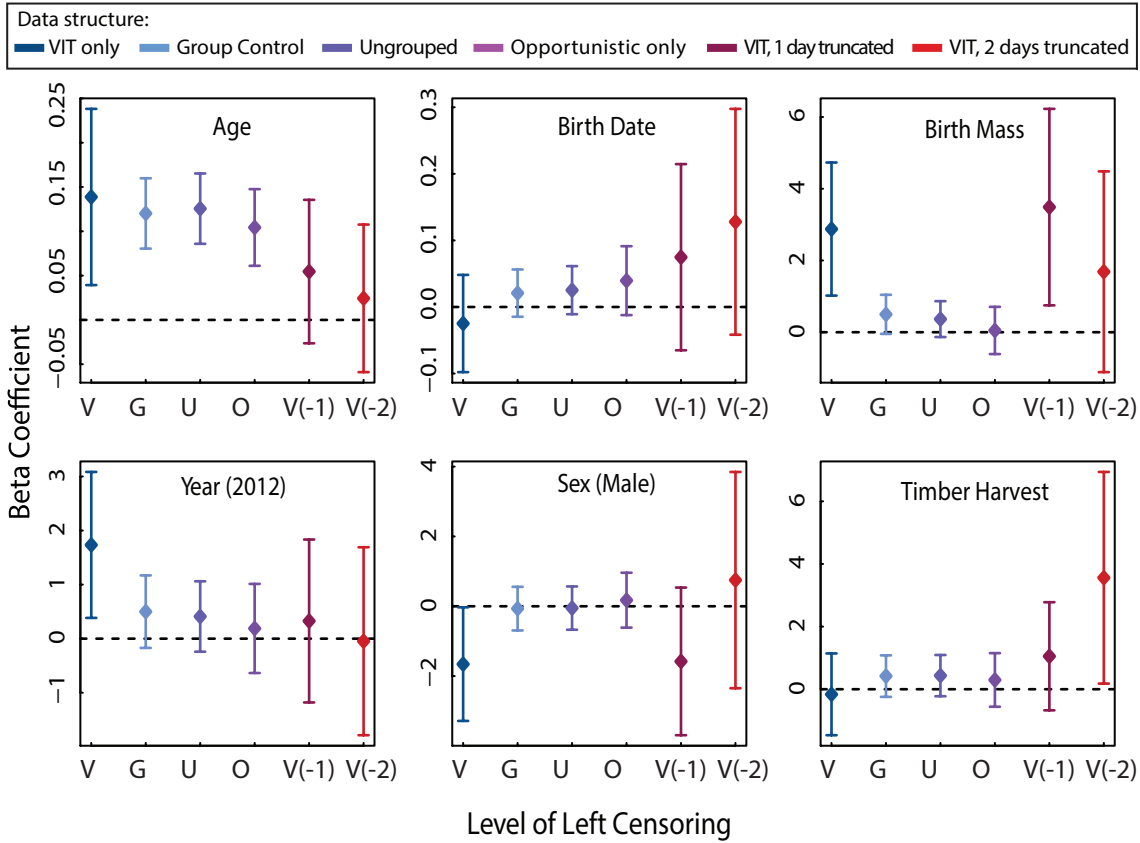 Data structure:
VIT only Group Control Ungrouped Opportunistic only VIT, 1 day truncated VIT, 2 days truncated
Beta Coefficient
Age
0.25
0.15
0.05
−0.05
V G U O V(-1) V(-2)
Birth Date
0.3
0.2
0.1
0.0
−0.1
V G U O V(-1) V(-2)
Birth Mass
6
4
2
0
V G U O V(-1) V(-2)
Year (2012)
3
2
1
0
−1
V G U O V(-1) V(-2)
Sex (Male)
4
2
0
−2
V G U O V(-1) V(-2)
Timber Harvest
6
4
2
0
V G U O V(-1) V(-2)
Level of Left Censoring